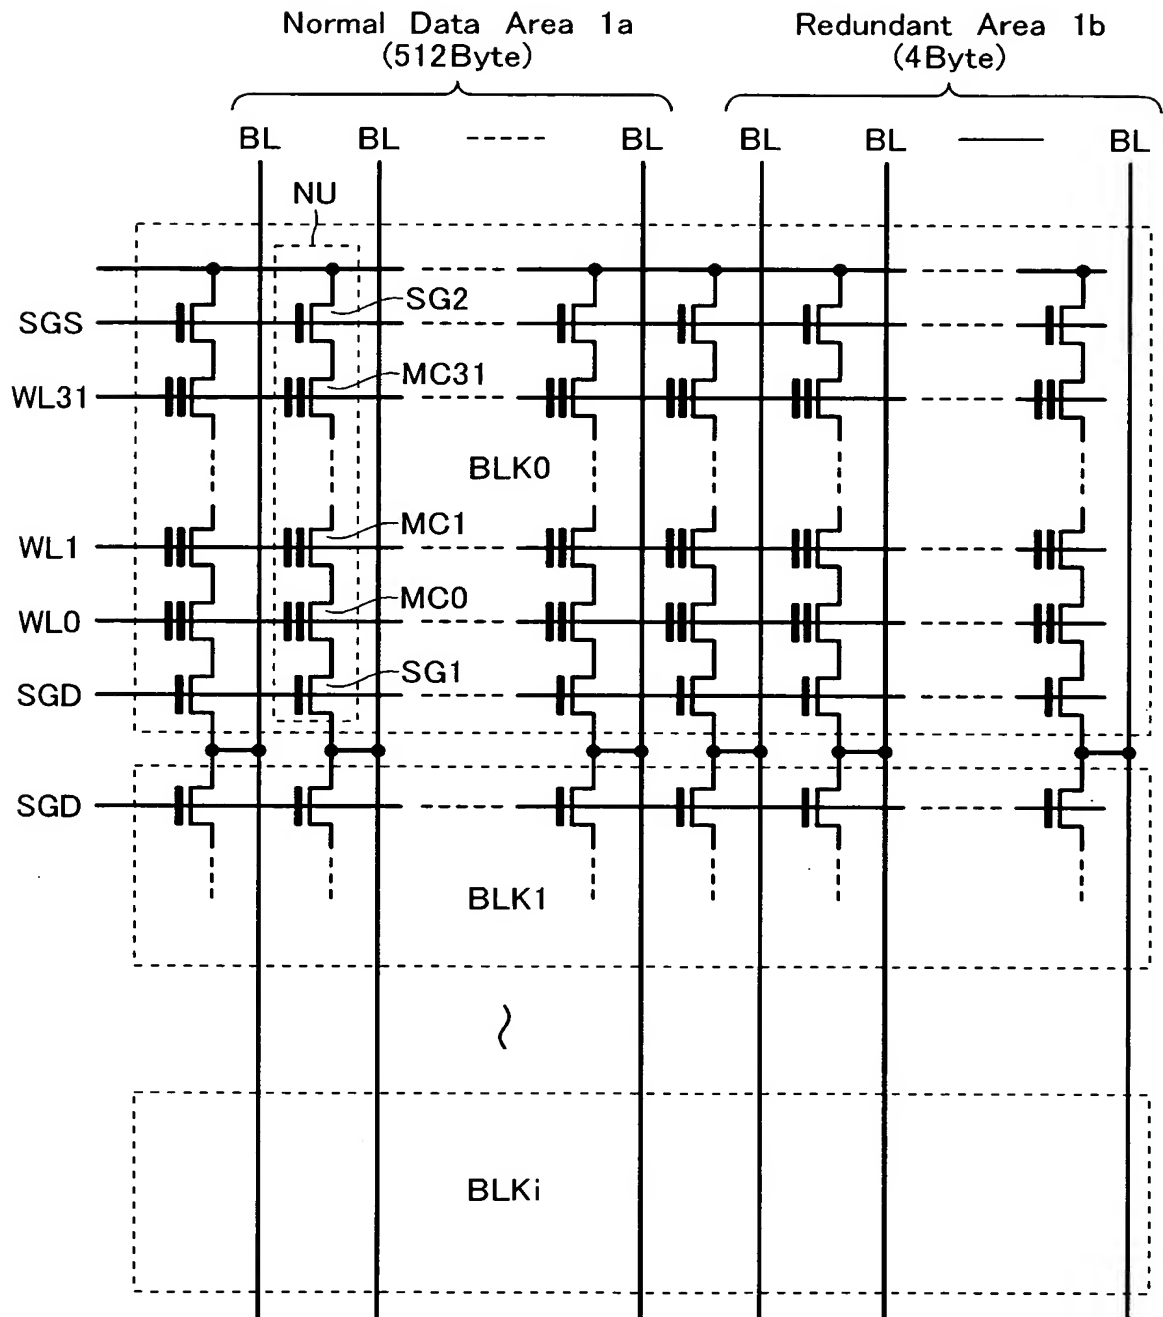 Normal Data Area 1a
(512Byte)
Redundant Area 1b
(4Byte)
BL BL BL BL BL BL
NU
SGS
SG2
WL31
MC31
BLK0
WL1
MC1
WL0
MC0
SGD
SG1
SGD
BLK1
BLKi